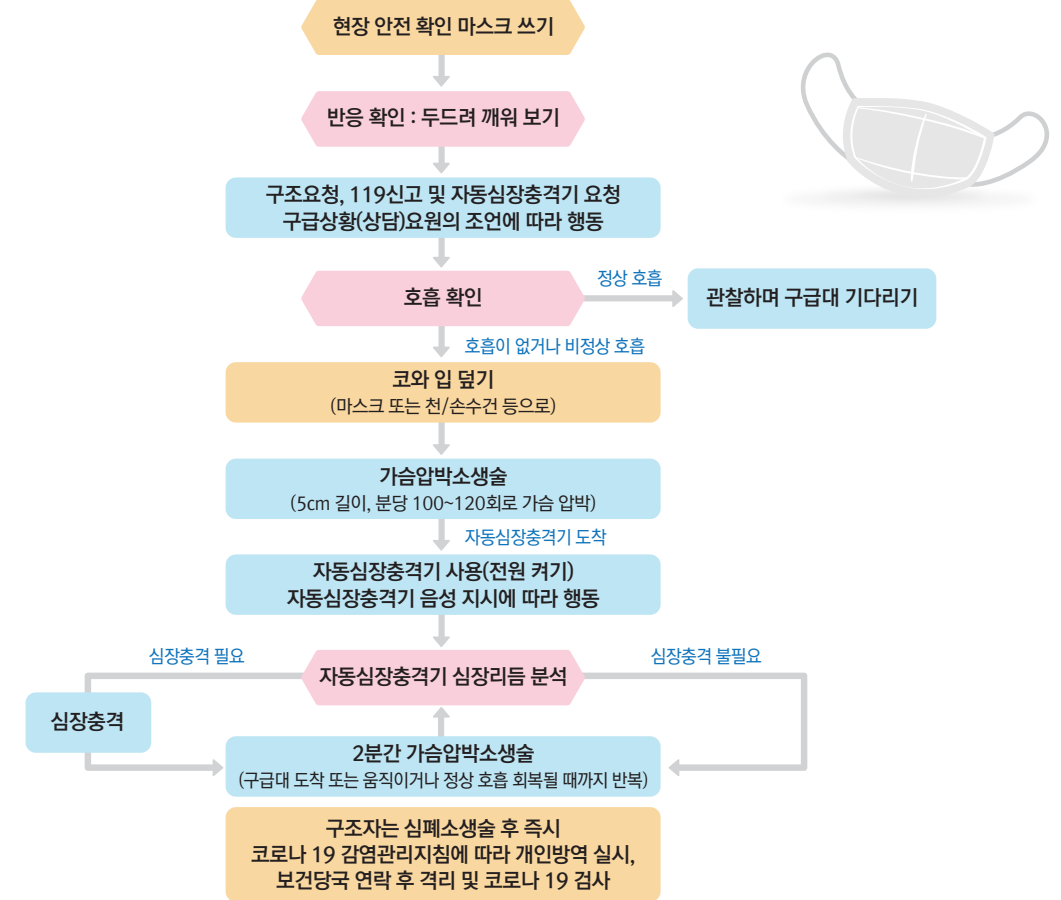 현장 안전 확인 마스크 쓰기
반응 확인 : 두드려 깨워 보기
구조요청, 119신고 및 자동심장충격기 요청
구급상황(상담)요원의 조언에 따라 행동
호흡 확인
정상 호흡
관찰하며 구급대 기다리기
호흡이 없거나 비정상 호흡
코와 입 덮기
(마스크 또는 천/손수건 등으로)
가슴압박소생술
(5cm 길이, 분당 100~120회로 가슴 압박)
자동심장충격기 도착
자동심장충격기 사용(전원 켜기)
자동심장충격기 음성 지시에 따라 행동
심장충격 필요
자동심장충격기 심장리듬 분석
심장충격 불필요
심장충격
2분간 가슴압박소생술
(구급대 도착 또는 움직이거나 정상 호흡 회복될 때까지 반복)
구조자는 심폐소생술 후 즉시
코로나 19 감염관리지침에 따라 개인방역 실시,
보건당국 연락 후 격리 및 코로나 19 검사